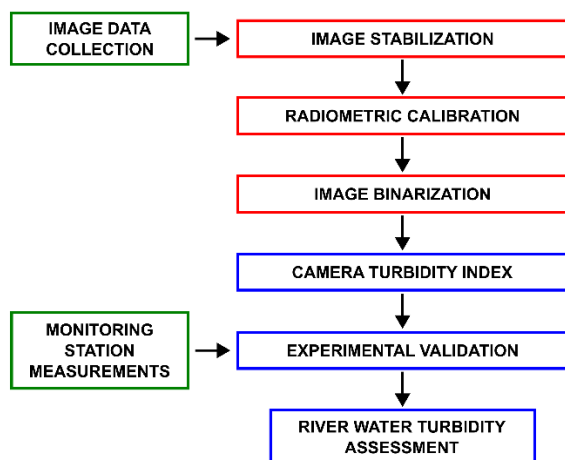 IMAGE DATA
COLLECTION
IMAGE STABILIZATION
RADIOMETRIC CALIBRATION
IMAGE BINARIZATION
CAMERA TURBIDITY INDEX
MONITORING
STATION
MEASUREMENTS
EXPERIMENTAL VALIDATION
RIVER WATER TURBIDITY
ASSESSMENT